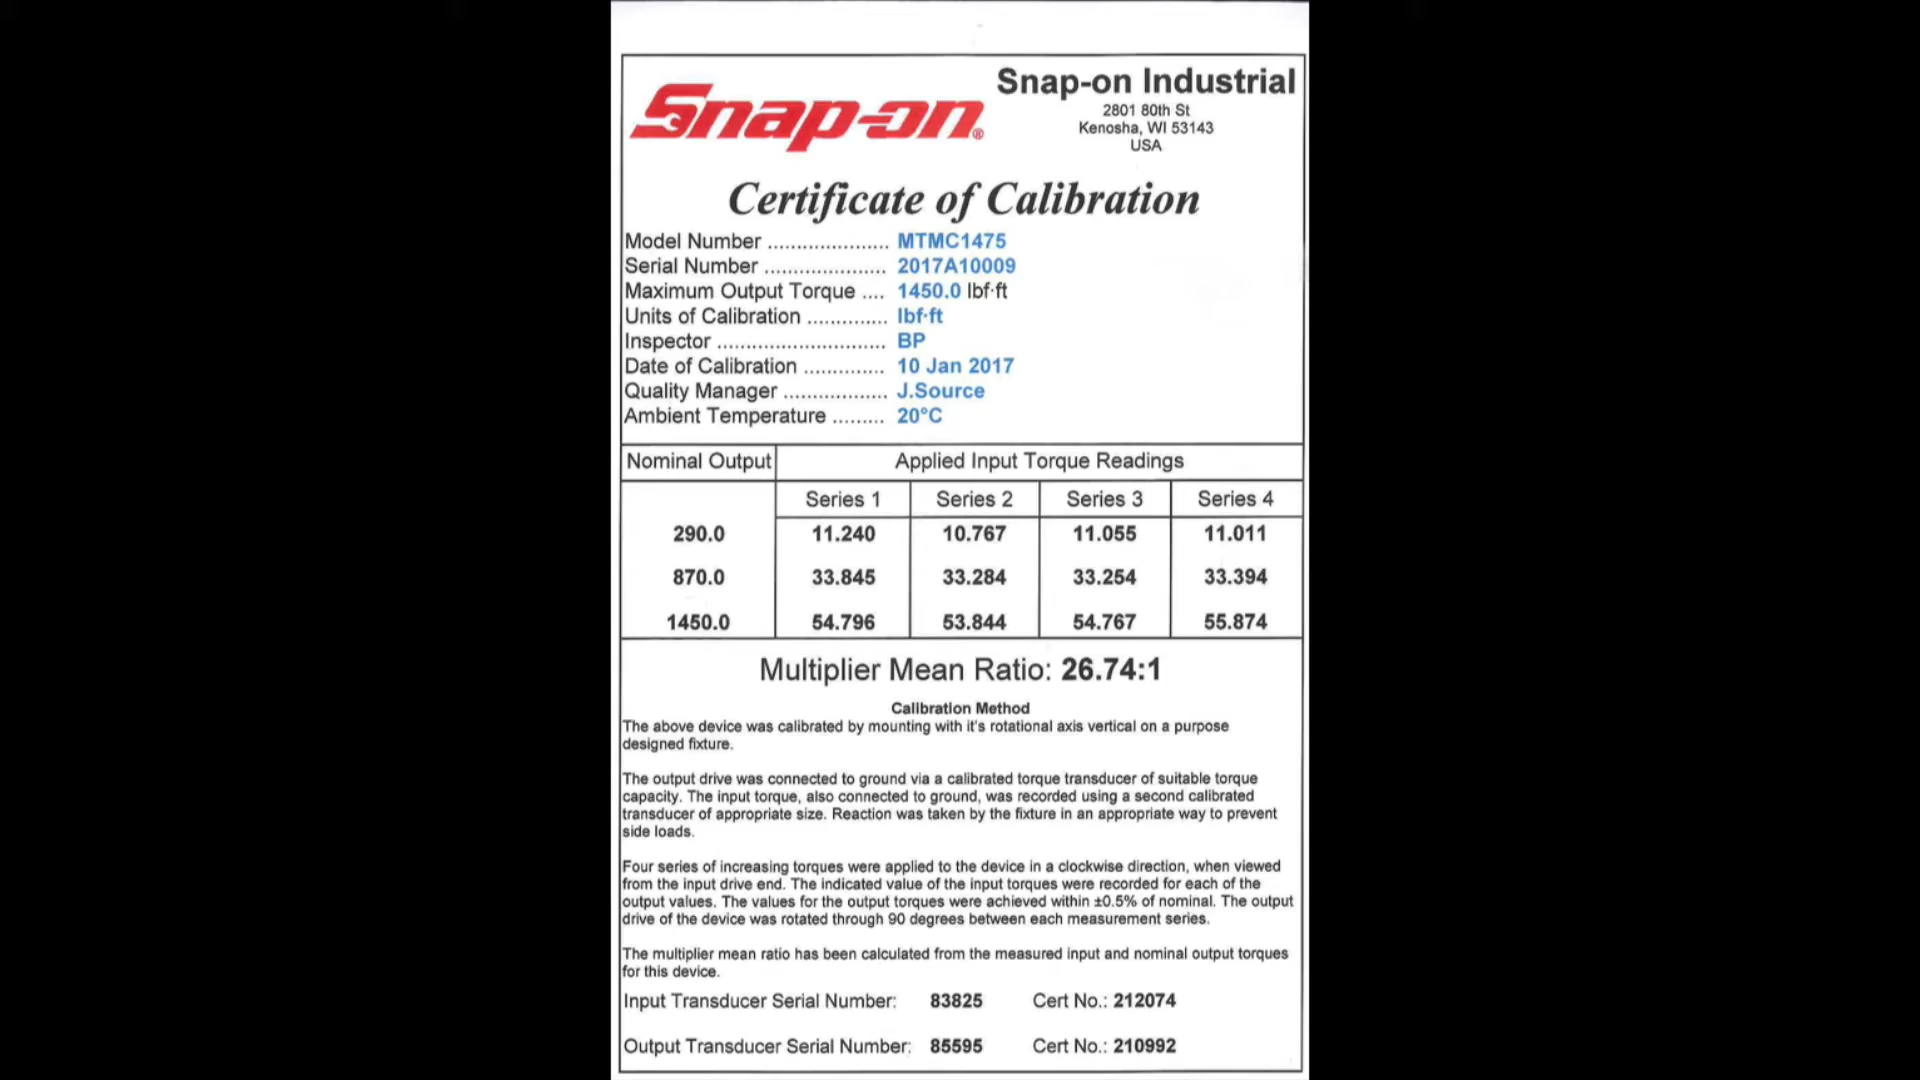 Snap-on®
Snap-on Industrial
2801 80th St
Kenosha, WI 53143
USA
Certificate of Calibration
Model Number ..................... MTMC1475
Serial Number ..................... 2017A10009
Maximum Output Torque .... 1450.0 lbf·ft
Units of Calibration .............. lbf·ft
Inspector ............................. BP
Date of Calibration .............. 10 Jan 2017
Quality Manager .................. J.Source
Ambient Temperature ......... 20°C
Nominal Output Applied Input Torque Readings
Series 1 Series 2 Series 3 Series 4
290.0 11.240 10.767 11.055 11.011
870.0 33.845 33.284 33.254 33.394
1450.0 54.796 53.844 54.767 55.874
Multiplier Mean Ratio: 26.74:1
Calibration Method
The above device was calibrated by mounting with it's rotational axis vertical on a purpose
designed fixture.
The output drive was connected to ground via a calibrated torque transducer of suitable torque
capacity. The input torque, also connected to ground, was recorded using a second calibrated
transducer of appropriate size. Reaction was taken by the fixture in an appropriate way to prevent
side loads.
Four series of increasing torques were applied to the device in a clockwise direction, when viewed
from the input drive end. The indicated value of the input torques were recorded for each of the
output values. The values for the output torques were achieved within ±0.5% of nominal. The output
drive of the device was rotated through 90 degrees between each measurement series.
The multiplier mean ratio has been calculated from the measured input and nominal output torques
for this device.
Input Transducer Serial Number: 83825 Cert No.: 212074
Output Transducer Serial Number: 85595 Cert No.: 210992